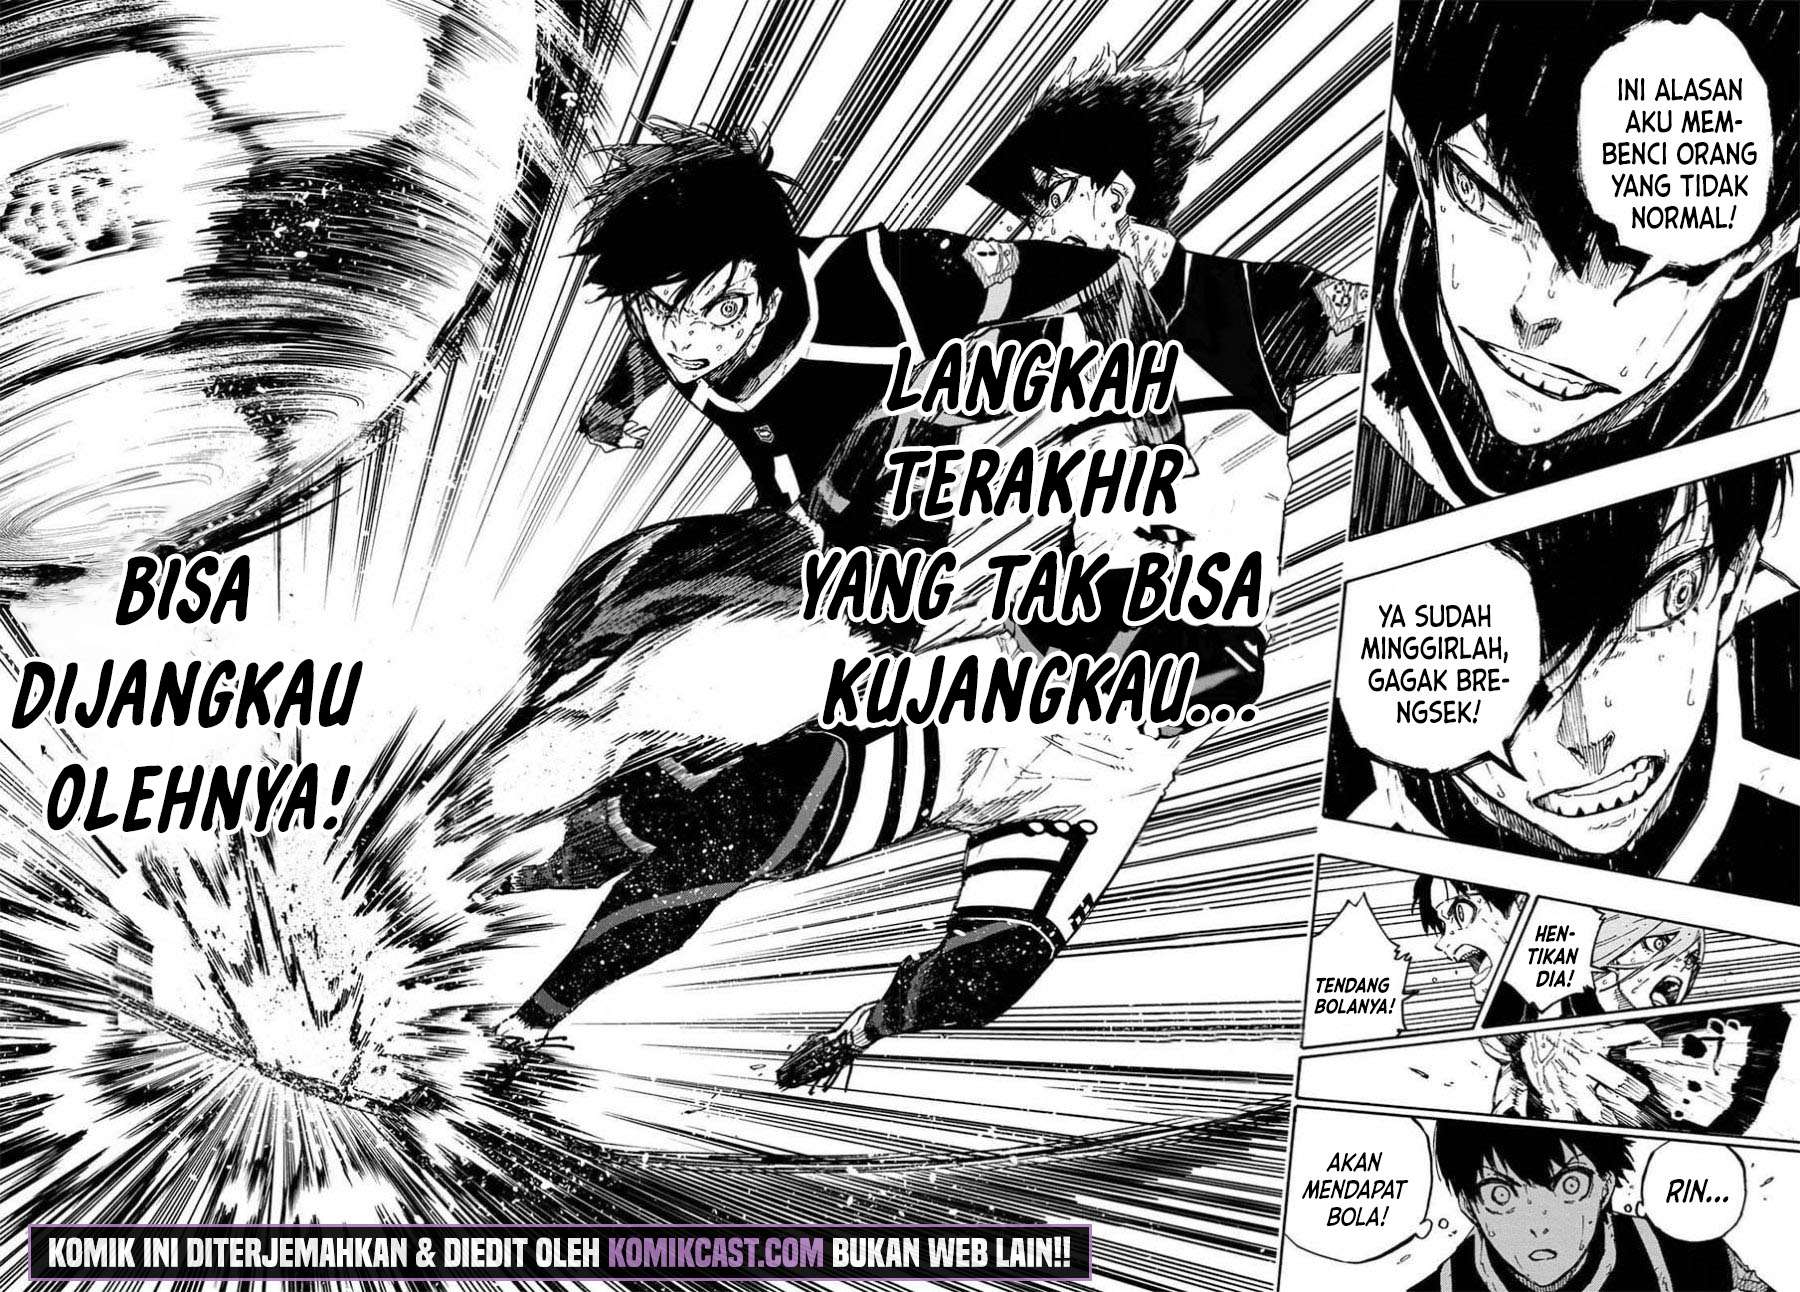 INI ALASAN
AKU MEM-
BENCI ORANG
YANG TIDAK
NORMAL!
YA SUDAH
MINGGIRLAH,
GAGAK BRE-
NGSEK!
HEN-
TIKAN
DIA!
TENDANG
BOLANYA!
RIN...
AKAN
MENDAPAT
BOLA!
LANGKAH
TERAKHIR
YANG TAK BISA
KUJANGKAU...
BISA
DIJANGKAU
OLEHNYA!
KOMIK INI DITERJEMAHKAN & DIEDIT OLEH KOMIKCAST.COM BUKAN WEB LAIN!!